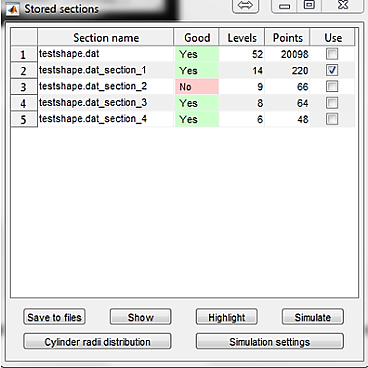 Stored sections
Section name Good Levels Points Use
1 testshape.dat Yes 52 20098
2 testshape.dat_section_1 Yes 14 220
3 testshape.dat_section_2 No 9 66
4 testshape.dat_section_3 Yes 8 64
5 testshape.dat_section_4 Yes 6 48
Save to files Show Highlight Simulate
Cylinder radii distribution Simulation settings